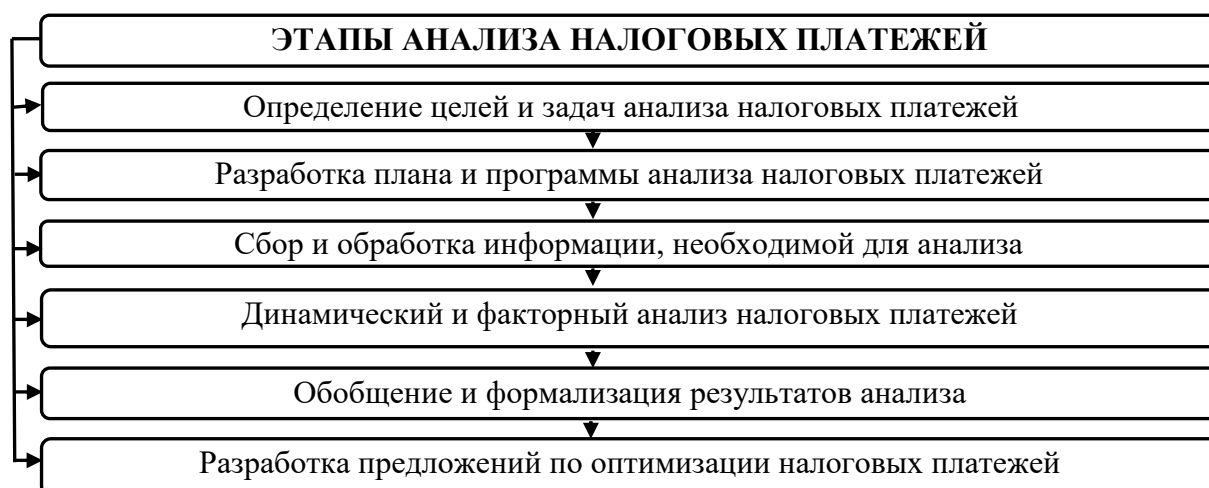 ЭТАПЫ АНАЛИЗА НАЛОГОВЫХ ПЛАТЕЖЕЙ
Определение целей и задач анализа налоговых платежей
Разработка плана и программы анализа налоговых платежей
Сбор и обработка информации, необходимой для анализа
Динамический и факторный анализ налоговых платежей
Обобщение и формализация результатов анализа
Разработка предложений по оптимизации налоговых платежей